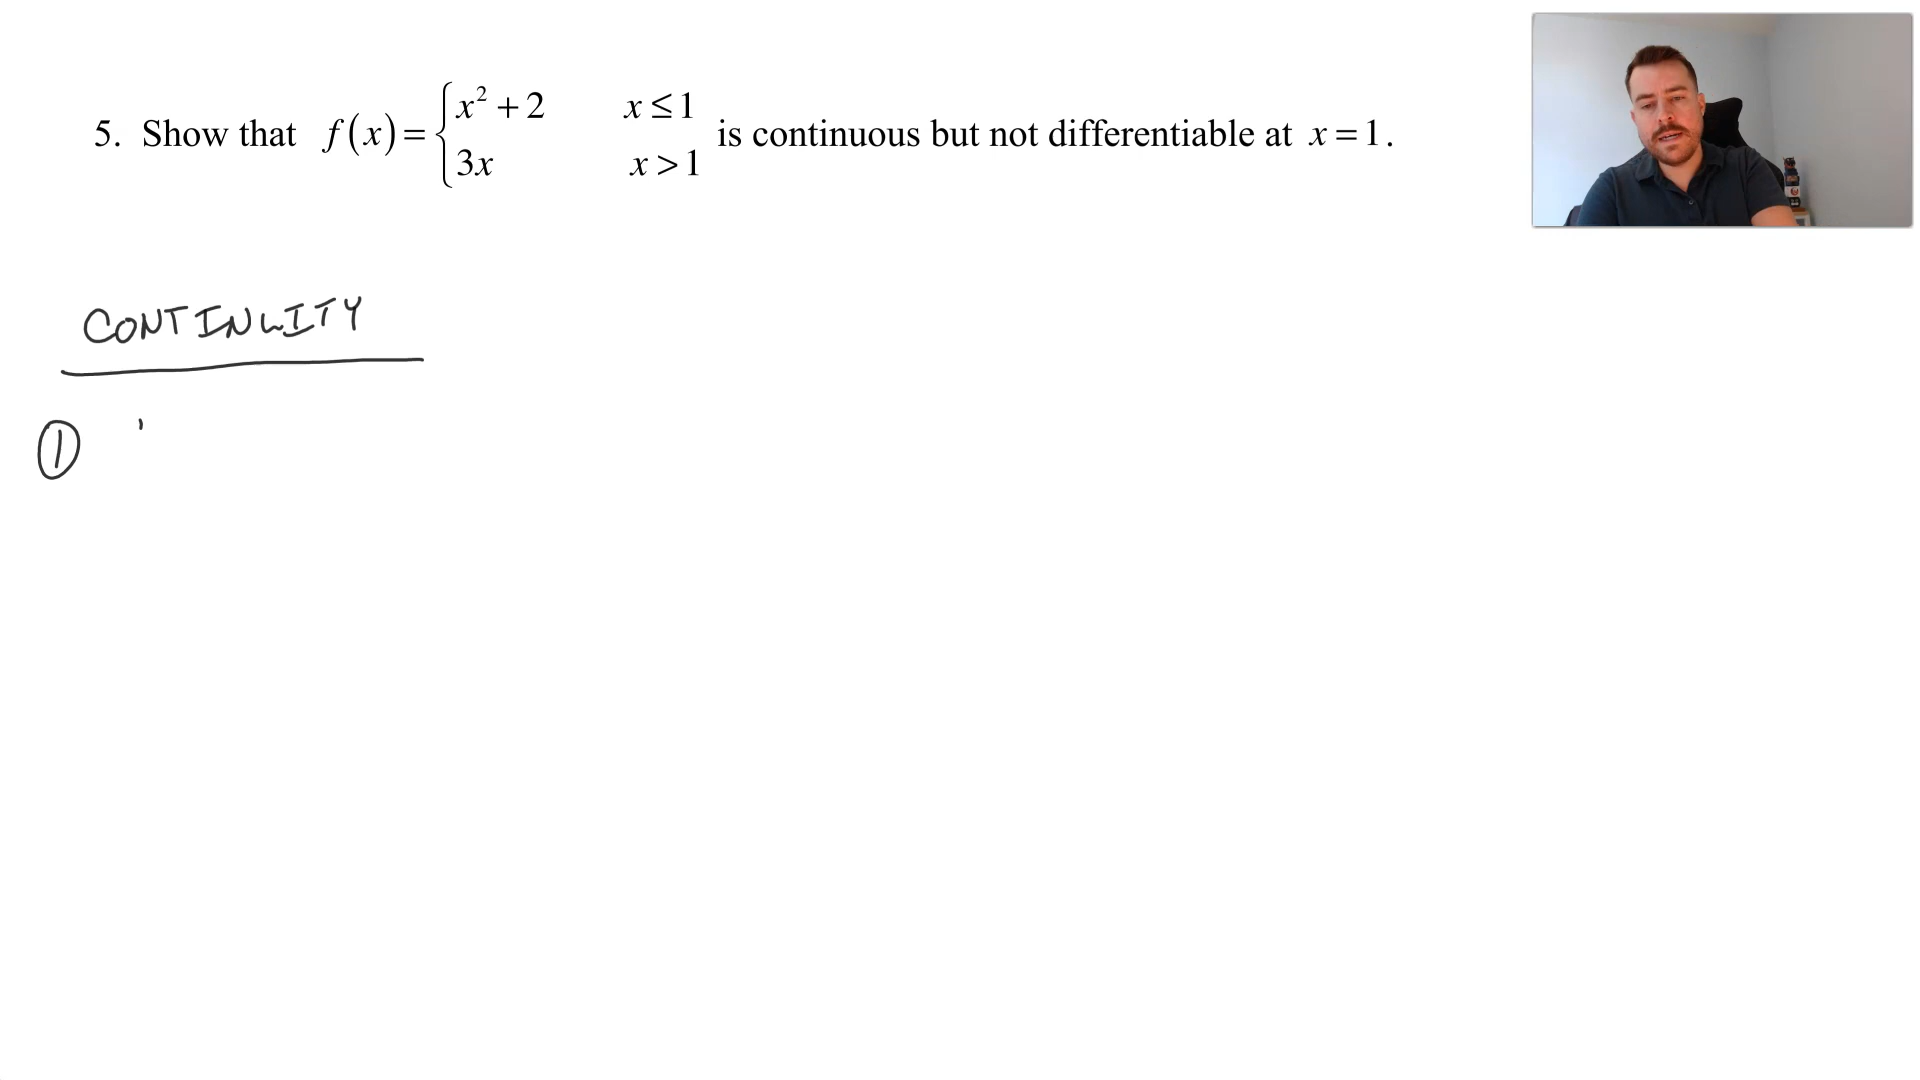 5. Show that f(x) = { x² + 2   x ≤ 1
3x   x > 1 is continuous but not differentiable at x = 1.
CONTINUITY
①